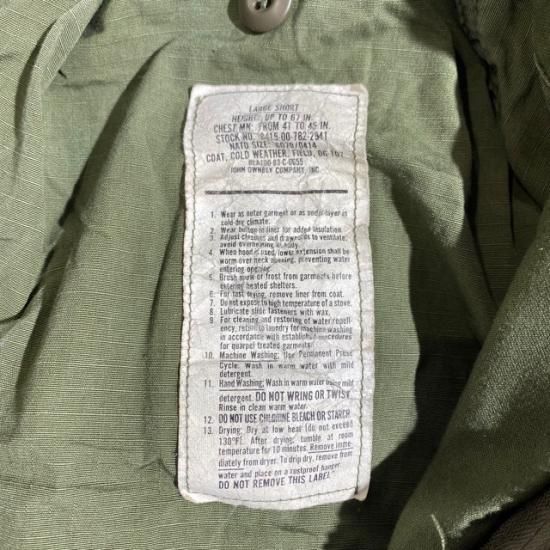 LARGE SHORT
HEIGHT: UP TO 67 IN.
CHEST MN: FROM 41 TO 45 IN.
STOCK NO. 8415-00-782-2941
NATO SIZE: 6070/0414
COAT, COLD WEATHER, FIELD, OG 107
JOHN OWNBEY COMPANY, INC.
1. Wear as outer garment or as layer in
cold dry climate.
2. Wear button in liner for added insulation.
3. Adjust closures and drawcords to ventilate,
avoid overheating body.
4. When hood is used, lower extension shall be
worn over neck opening, preventing water
entering opening.
5. Brush snow or frost from garments before
entering heated shelters.
6. For fast drying, remove liner from coat.
7. Do not expose to high temperature of a stove.
8. Lubricate slide fasteners with wax.
9. For cleaning and restoring of water repell-
ency, return to laundry for machine washing
in accordance with established procedures
for quarpel treated garments.
10. Machine Washing: Use Permanent Press
Cycle. Wash in warm water with mild
detergent.
11. Hand Washing: Wash in warm water using mild
detergent. DO NOT WRING OR TWIST.
Rinse in clean warm water.
12. DO NOT USE CHLORINE BLEACH OR STARCH
13. Drying: Dry at low heat (do not exceed
130°F). After drying, tumble at room
temperature for 10 minutes. Remove imme-
diately from dryer. To drip dry, remove from
water and place on a rustproof hanger.
DO NOT REMOVE THIS LABEL